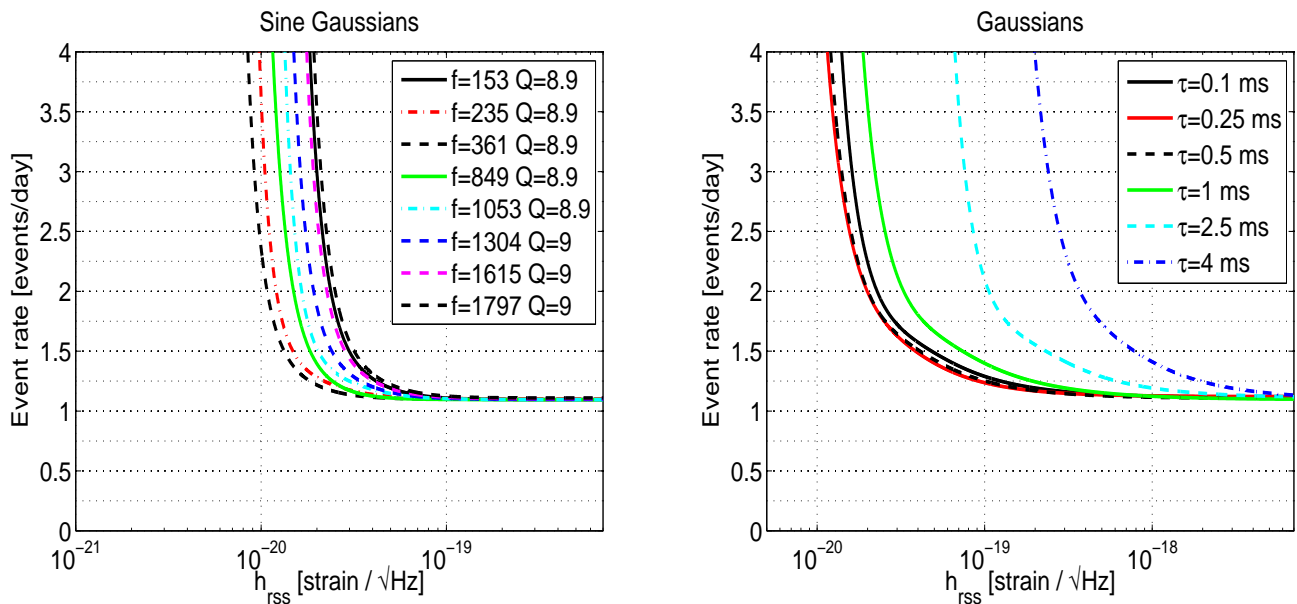 Sine Gaussians
Event rate [events/day]
4
3.5
3
2.5
2
1.5
1
0.5
0
10^-21
10^-20
10^-19
h_rss [strain / √Hz]
f=153 Q=8.9
f=235 Q=8.9
f=361 Q=8.9
f=849 Q=8.9
f=1053 Q=8.9
f=1304 Q=9
f=1615 Q=9
f=1797 Q=9
Gaussians
Event rate [events/day]
4
3.5
3
2.5
2
1.5
1
0.5
0
10^-20
10^-19
10^-18
h_rss [strain / √Hz]
τ=0.1 ms
τ=0.25 ms
τ=0.5 ms
τ=1 ms
τ=2.5 ms
τ=4 ms